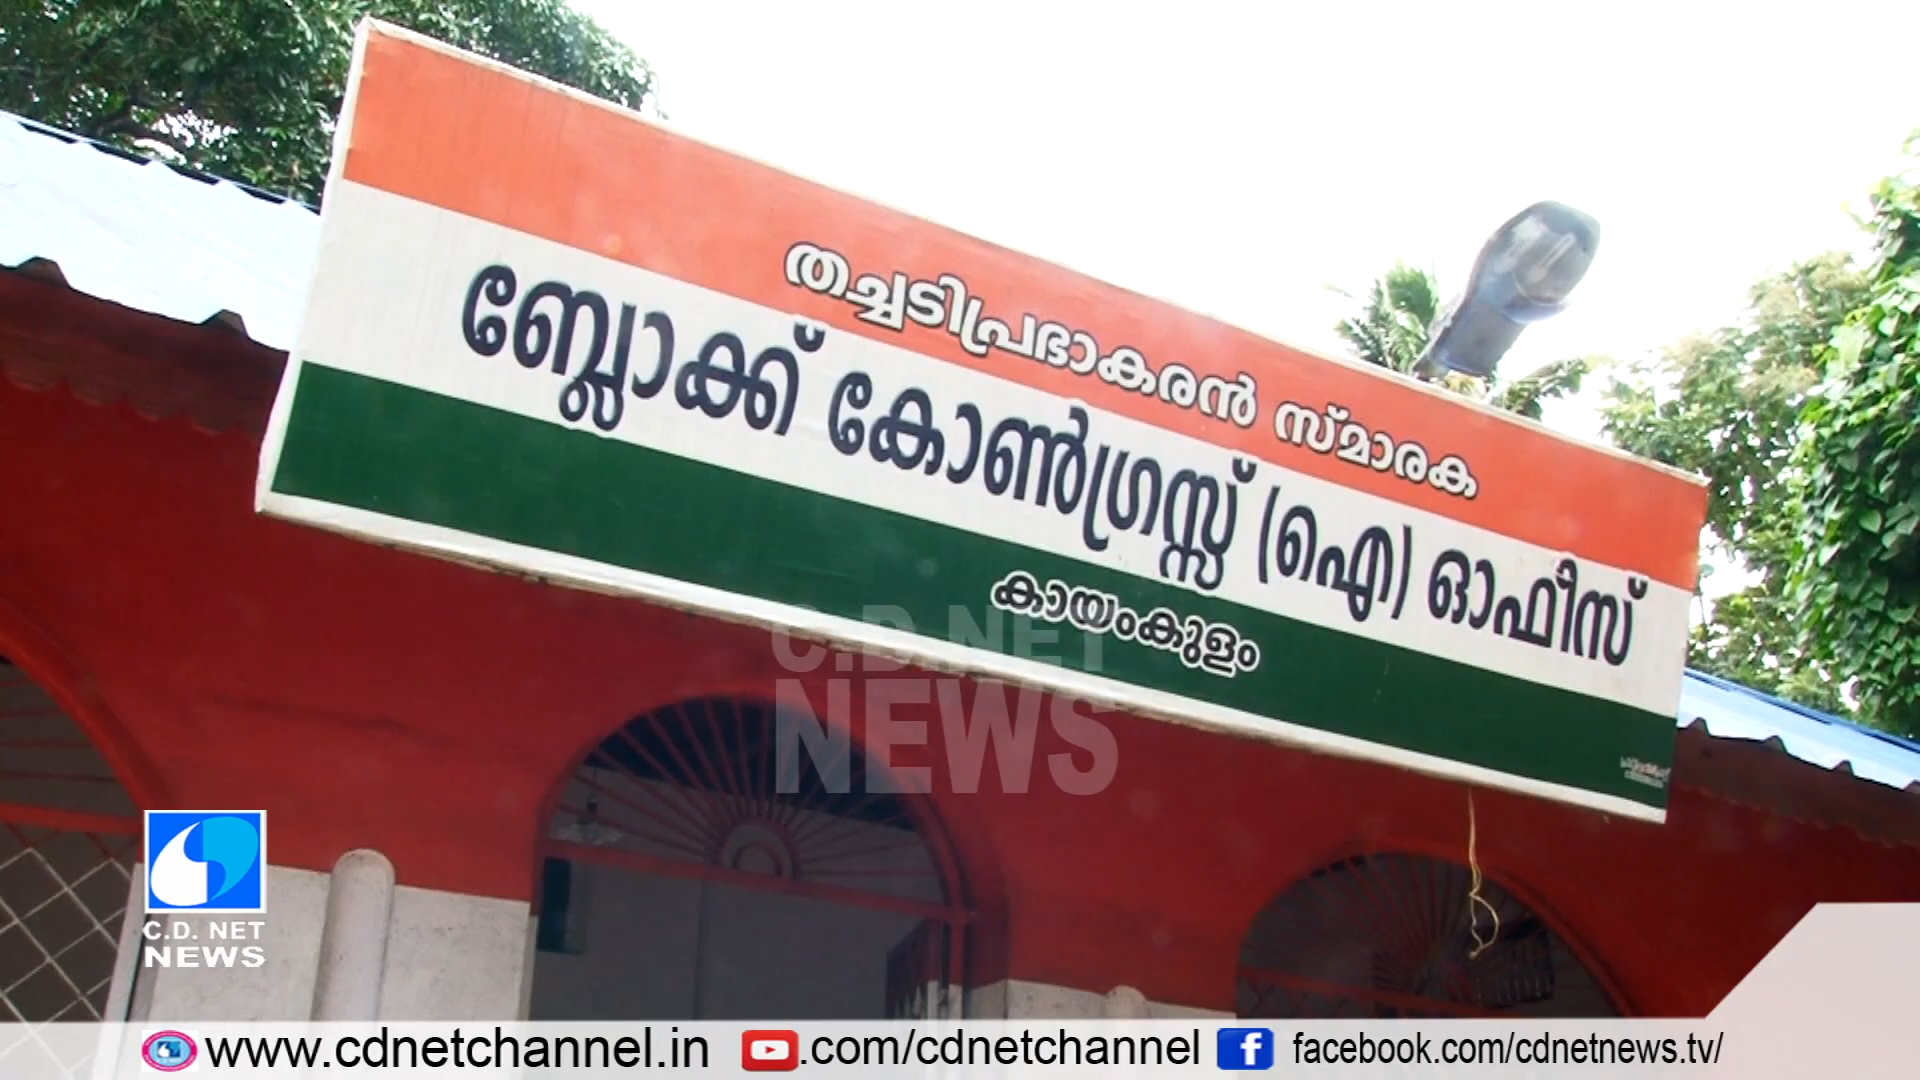 തച്ചടിപ്രഭാകരൻ സ്മാരക
ബ്ലോക്ക് കോൺഗ്രസ്സ് (ഐ) ഓഫീസ്
കായംകുളം
C.D.NET
NEWS
C.D. NET
NEWS
www.cdnetchannel.in
.com/cdnetchannel
facebook.com/cdnetnews.tv/